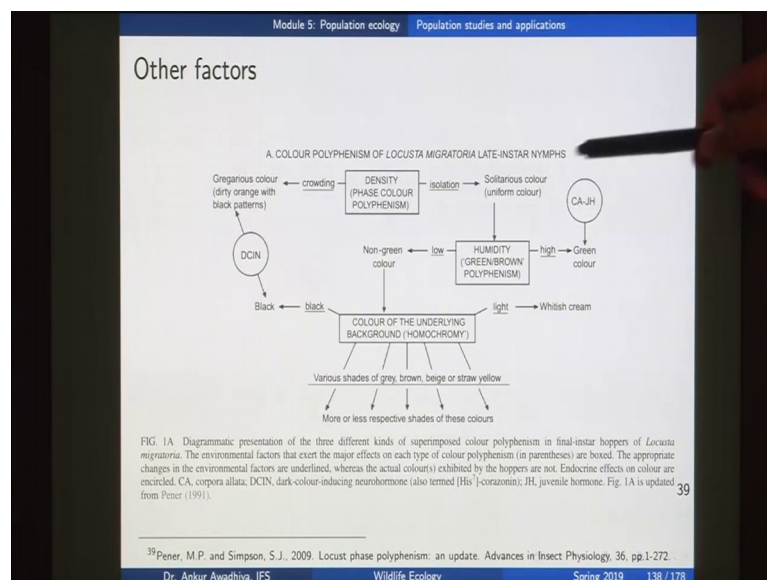 Module 5: Population ecology Population studies and applications
Other factors
A. COLOUR POLYPHENISM OF LOCUSTA MIGRATORIA LATE-INSTAR NYMPHS
Gregarious colour
(dirty orange with
black patterns)
crowding
DENSITY
(PHASE COLOUR
POLYPHENISM)
isolation
Solitarious colour
(uniform colour)
CA-JH
DCIN
Non-green
colour
low
HUMIDITY
('GREEN/BROWN'
POLYPHENISM)
high
Green
colour
Black
black
light
Whitish cream
COLOUR OF THE UNDERLYING
BACKGROUND ('HOMOCHROMY')
Various shades of grey, brown, beige or straw yellow
More or less respective shades of these colours
FIG. 1A Diagrammatic presentation of the three different kinds of superimposed colour polyphenism in final-instar hoppers of Locusta
migratoria. The environmental factors that exert the major effects on each type of colour polyphenism (in parentheses) are boxed. The appropriate
changes in the environmental factors are underlined, whereas the actual colour(s) exhibited by the hoppers are not. Endocrine effects on colour are
encircled. CA, corpora allata; DCIN, dark-colour-inducing neurohormone (also termed [His⁷]-corazonin); JH, juvenile hormone. Fig. 1A is updated
from Pener (1991). 39
39 Pener, M.P. and Simpson, S.J., 2009. Locust phase polyphenism: an update. Advances in Insect Physiology, 36, pp.1-272.
Dr. Ankur Awadhiya, IFS Wildlife Ecology Spring 2019 138 / 178